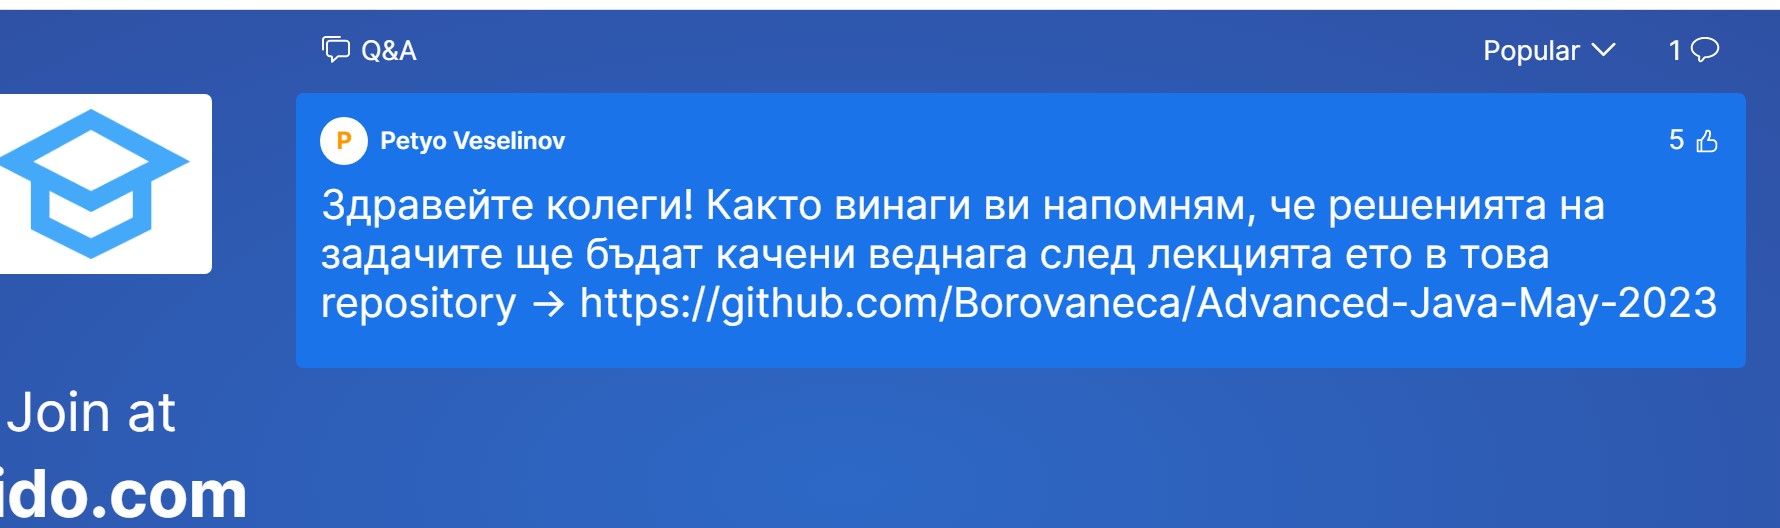 Q&A
Popular
1
P
Petyo Veselinov
5
Здравейте колеги! Както винаги ви напомням, че решенията на
задачите ще бъдат качени веднага след лекцията ето в това
repository → https://github.com/Borovaneca/Advanced-Java-May-2023
Join at
ido.com